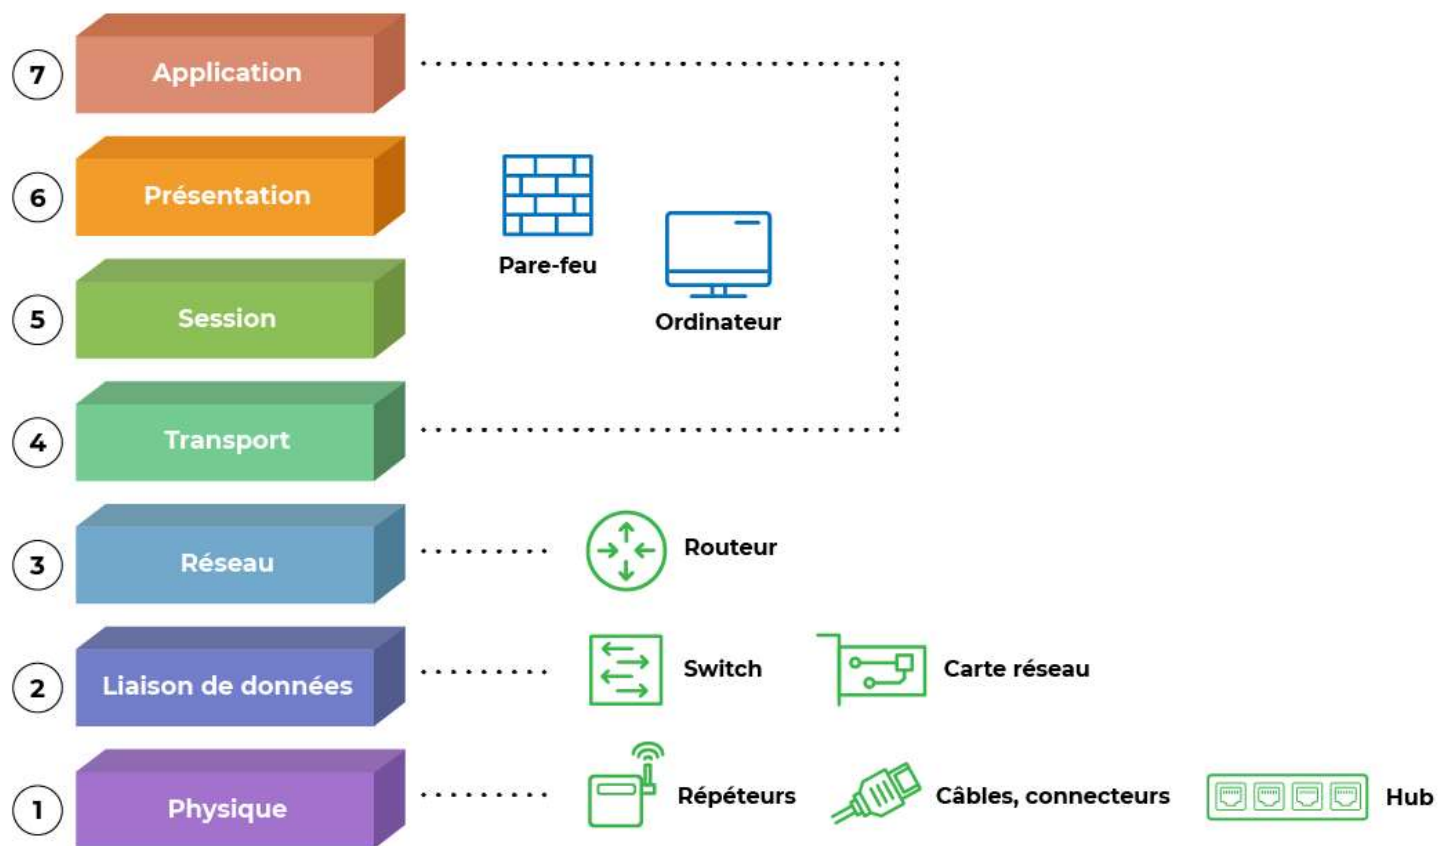 7
Application
6
Présentation
Pare-feu
Ordinateur
5
Session
4
Transport
3
Réseau
Routeur
2
Liaison de données
Switch
Carte réseau
1
Physique
Répéteurs
Câbles, connecteurs
Hub